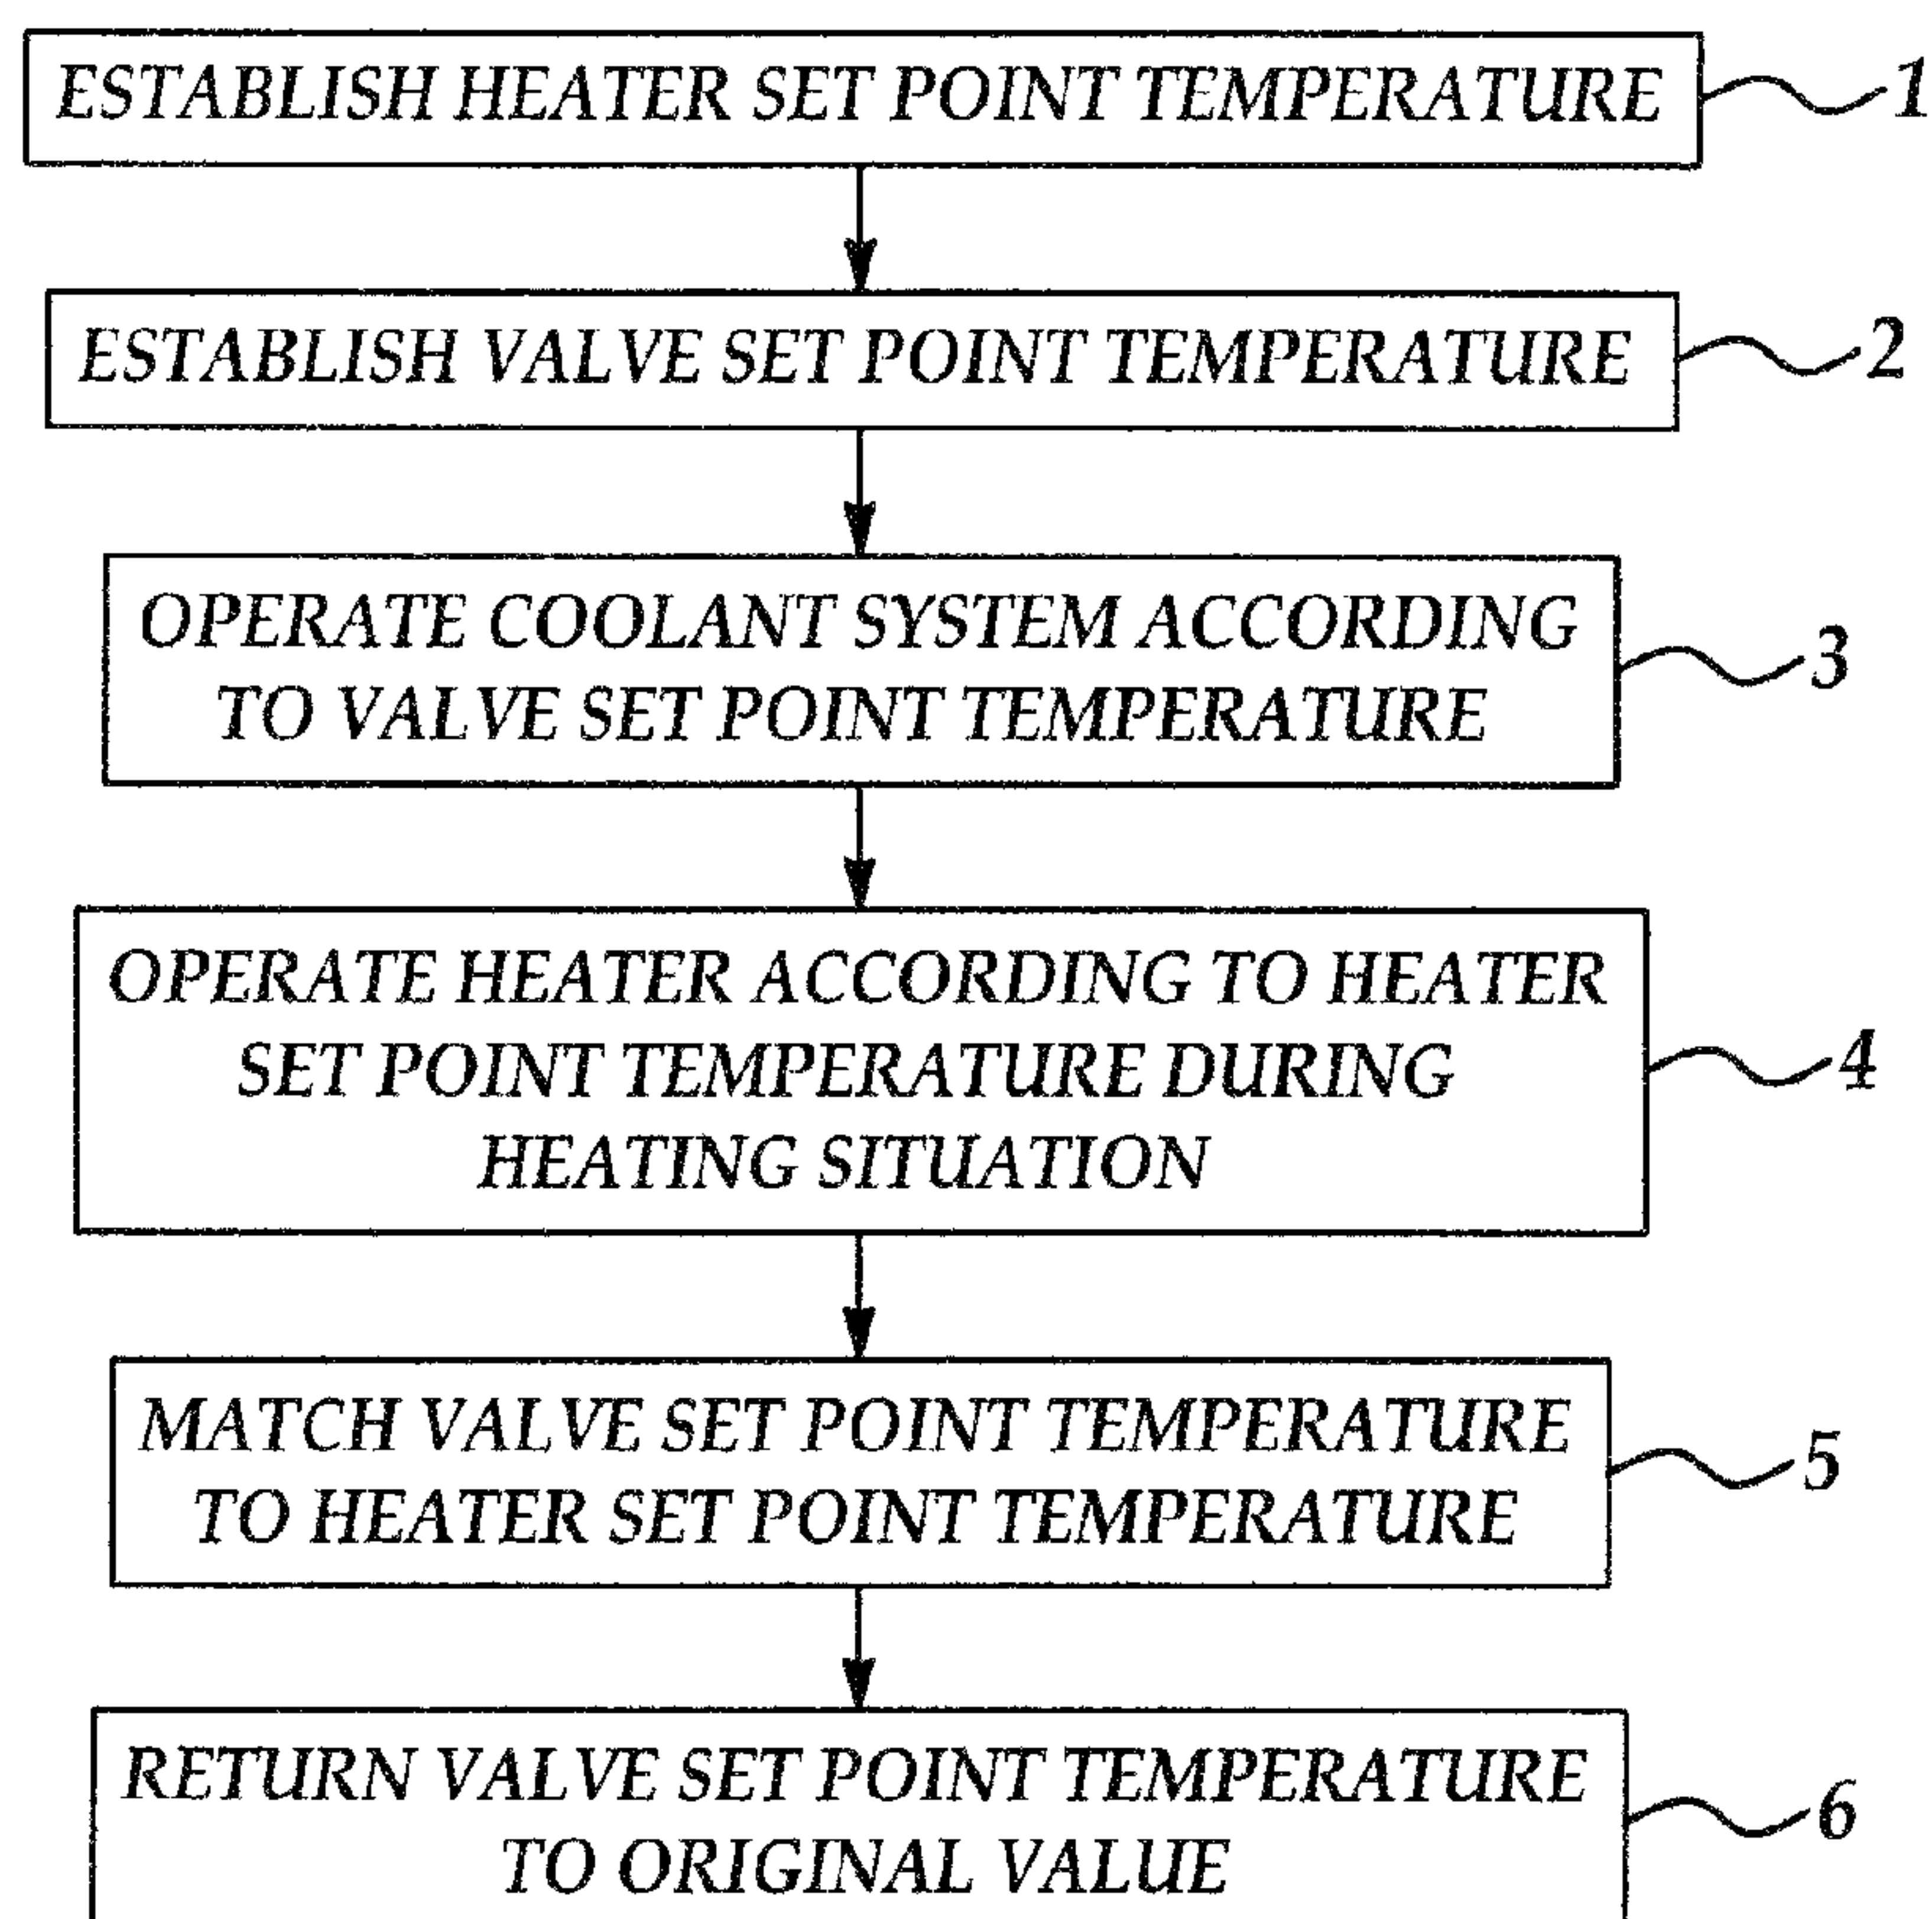 ESTABLISH HEATER SET POINT TEMPERATURE
1
ESTABLISH VALVE SET POINT TEMPERATURE
2
OPERATE COOLANT SYSTEM ACCORDING
TO VALVE SET POINT TEMPERATURE
3
OPERATE HEATER ACCORDING TO HEATER
SET POINT TEMPERATURE DURING
HEATING SITUATION
4
MATCH VALVE SET POINT TEMPERATURE
TO HEATER SET POINT TEMPERATURE
5
RETURN VALVE SET POINT TEMPERATURE
TO ORIGINAL VALUE
6